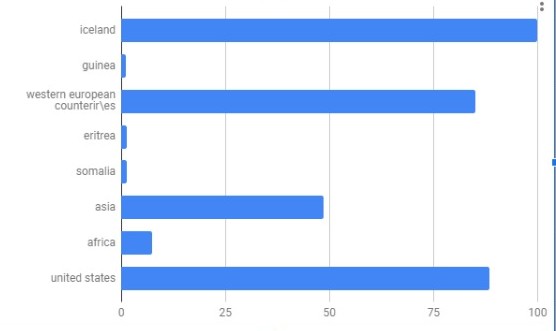 iceland
guinea
western european
counterir\es
eritrea
somalia
asia
africa
united states
0 25 50 75 100